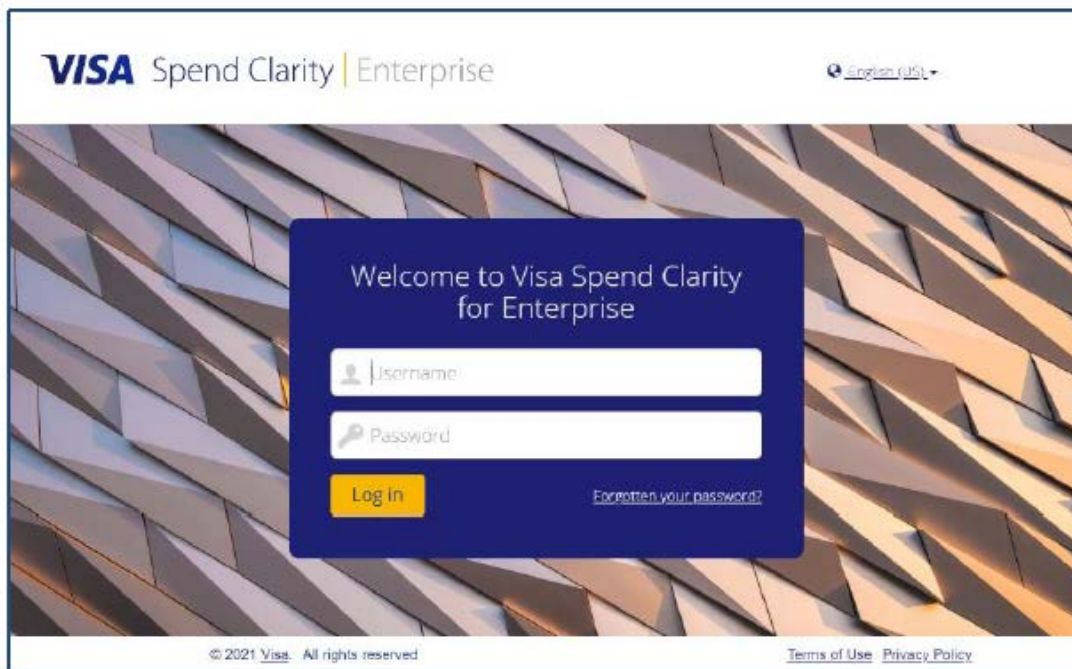 VISA Spend Clarity | Enterprise
English (US)
Welcome to Visa Spend Clarity
for Enterprise
Username
Password
Log in
Forgotten your password?
© 2021 Visa. All rights reserved
Terms of Use Privacy Policy